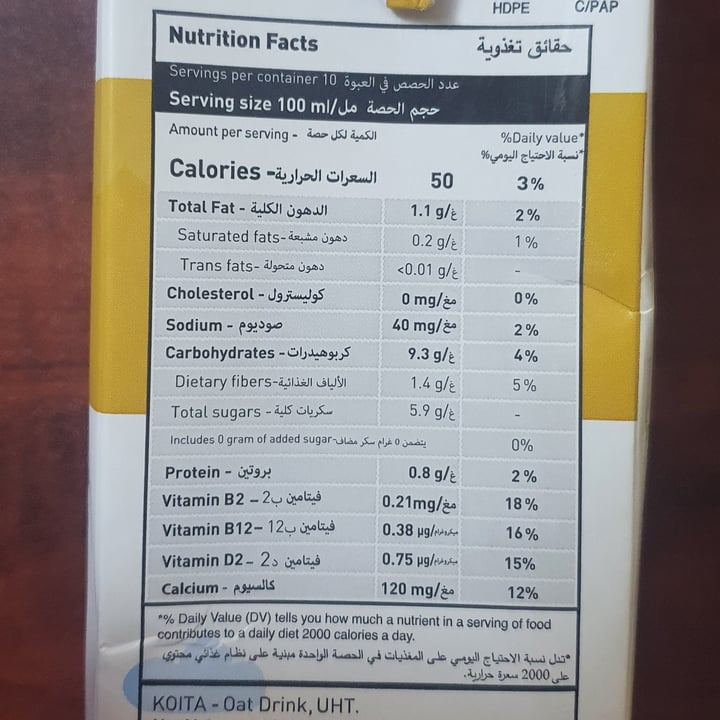 HDPE C/PAP
Nutrition Facts حقائق تغذوية
Servings per container 10 عدد الحصص في العبوة
Serving size 100 ml/حجم الحصة مل
Amount per serving - الكمية لكل حصة %Daily value*
*نسبة الاحتياج اليومي%
Calories -السعرات الحرارية 50 3%
Total Fat - الدهون الكلية 1.1 g/غ 2%
Saturated fats-دهون مشبعة 0.2 g/غ 1%
Trans fats- دهون متحولة <0.01 g/غ -
Cholesterol - كوليسترول 0 mg/مغ 0%
Sodium - صوديوم 40 mg/مغ 2%
Carbohydrates - كربوهيدرات 9.3 g/غ 4%
Dietary fibers-الألياف الغذائية 1.4 g/غ 5%
Total sugars - سكريات كلية 5.9 g/غ -
Includes 0 gram of added sugar-يتضمن 0 غرام سكر مضاف 0%
Protein - بروتين 0.8 g/غ 2%
Vitamin B2 - فيتامين ب2 0.21mg/مغ 18%
Vitamin B12- فيتامين ب12 0.38 µg/ميكروغرام 16%
Vitamin D2 - فيتامين د2 0.75 µg/ميكروغرام 15%
Calcium - كالسيوم 120 mg/مغ 12%
*% Daily Value (DV) tells you how much a nutrient in a serving of food
contributes to a daily diet 2000 calories a day.
*تدل نسبة الاحتياج اليومي على المغذيات في الحصة الواحدة مبنية على نظام غذائي محتوي
على 2000 سعرة حرارية.
KOITA - Oat Drink, UHT.